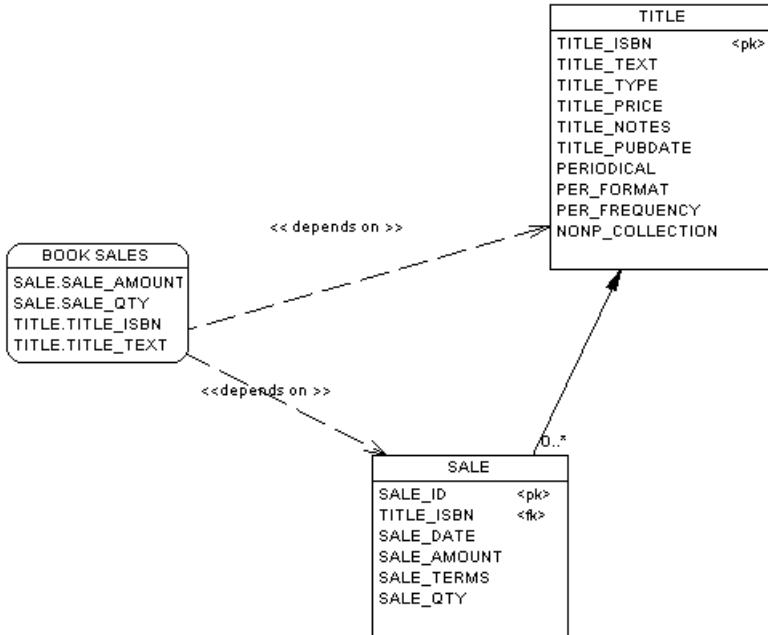 TITLE
TITLE_ISBN <pk>
TITLE_TEXT
TITLE_TYPE
TITLE_PRICE
TITLE_NOTES
TITLE_PUBDATE
PERIODICAL
PER_FORMAT
PER_FREQUENCY
NONP_COLLECTION
<< depends on >>
BOOK SALES
SALE.SALE_AMOUNT
SALE.SALE_QTY
TITLE.TITLE_ISBN
TITLE.TITLE_TEXT
<<depends on >>
0..*
SALE
SALE_ID <pk>
TITLE_ISBN <fk>
SALE_DATE
SALE_AMOUNT
SALE_TERMS
SALE_QTY